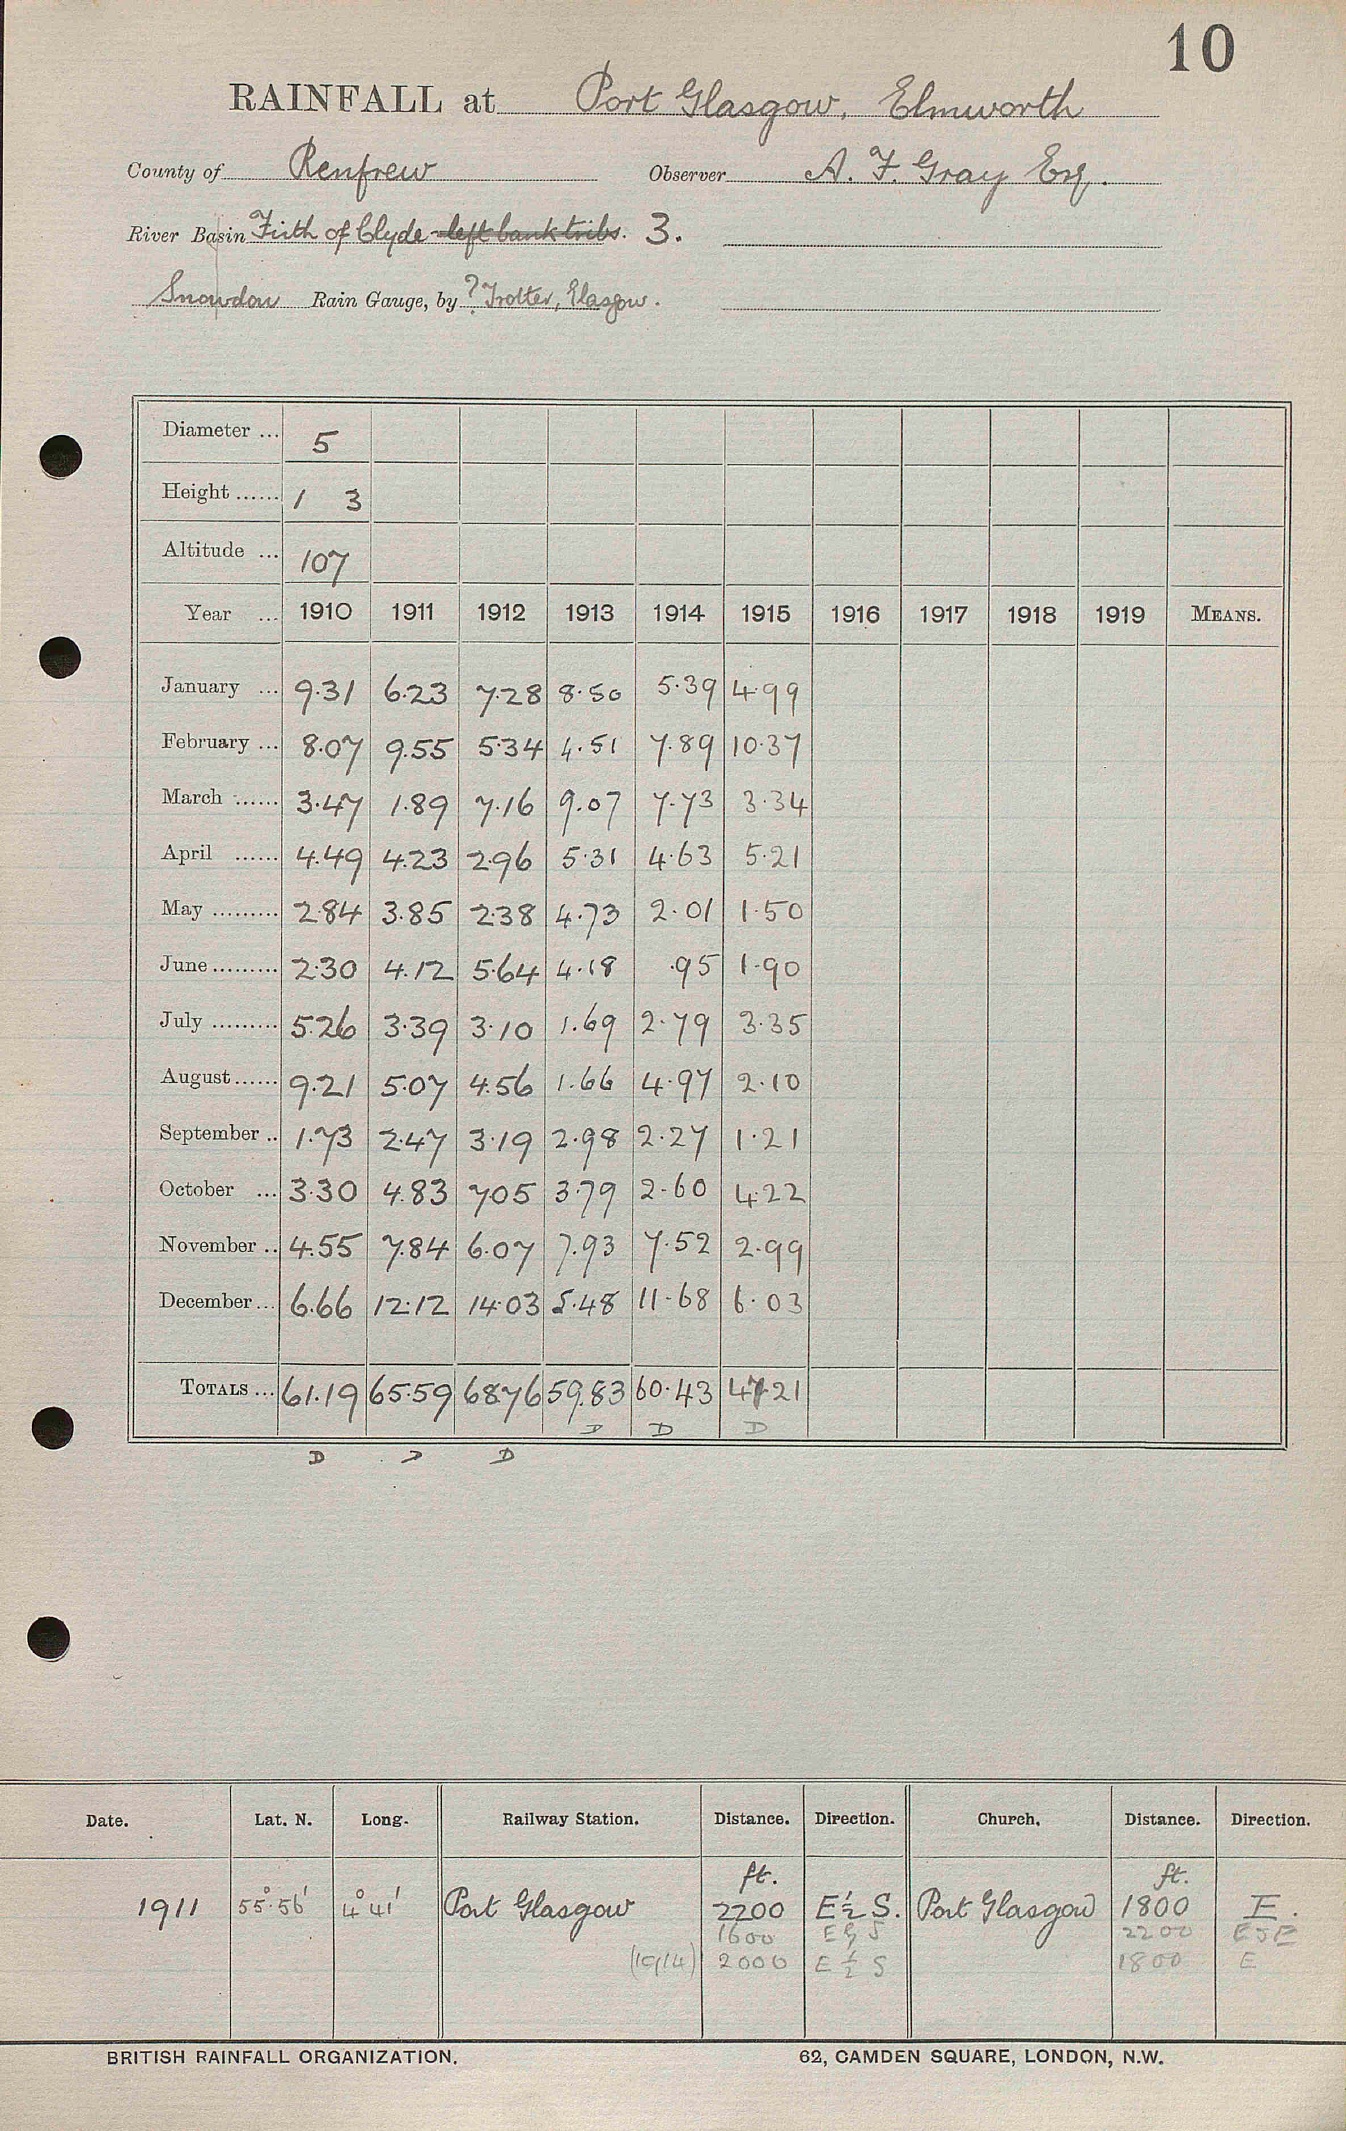 10
RAINFALL at Port Glasgow, Elmworth
County of Renfrew Observer A. F. Gray Esq.
River Basin Firth of Clyde left bank tribs. 3.
Snowdon Rain Gauge, by ? Trotter, Glasgow.
Diameter ... 5
Height ...... 1 3
Altitude ... 107
Year ... 1910 1911 1912 1913 1914 1915 1916 1917 1918 1919 MEANS.
January ... 9.31 6.23 7.28 8.50 5.39 4.99
February ... 8.07 9.55 5.34 4.51 7.89 10.37
March ...... 3.47 1.89 7.16 9.07 7.73 3.34
April ...... 4.49 4.23 2.96 5.31 4.63 5.21
May ......... 2.84 3.85 2.38 4.73 2.01 1.50
June ......... 2.30 4.12 5.64 4.18 .95 1.90
July ......... 5.26 3.39 3.10 1.69 2.79 3.35
August ...... 9.21 5.07 4.56 1.66 4.97 2.10
September .. 1.73 2.47 3.19 2.98 2.27 1.21
October ... 3.30 4.83 7.05 3.79 2.60 4.22
November .. 4.55 7.84 6.07 7.93 7.52 2.99
December ... 6.66 12.12 14.03 5.48 11.68 6.03
TOTALS ... 61.19 65.59 68.76 59.83 60.43 47.21
D D D
D D D
Date. Lat. N. Long. Railway Station. Distance. Direction. Church. Distance. Direction.
ft. ft.
1911 55° 56' 4° 41' Port Glasgow 2200 E ½ S. Port Glasgow 1800 E.
1600 2200 ESE
(1914) 2000 E ½ S 1800 E
BRITISH RAINFALL ORGANIZATION. 62, CAMDEN SQUARE, LONDON, N.W.